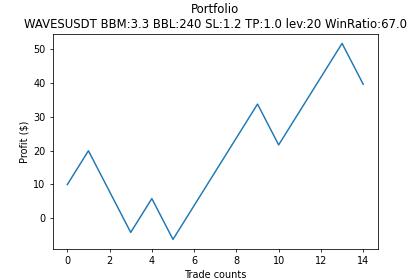 Portfolio
WAVESUSDT BBM:3.3 BBL:240 SL:1.2 TP:1.0 lev:20 WinRatio:67.0
Profit ($)
50
40
30
20
10
0
0 2 4 6 8 10 12 14
Trade counts